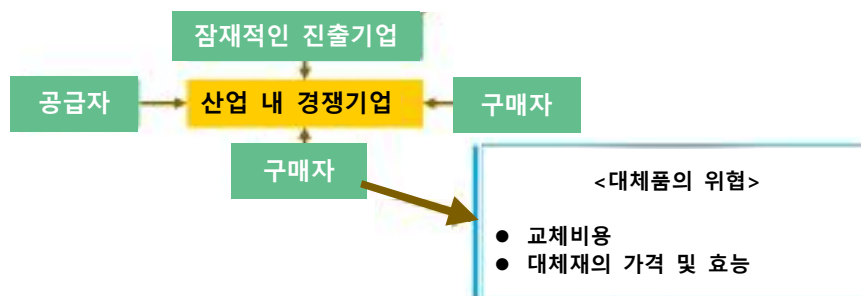 잠재적인 진출기업
공급자
산업 내 경쟁기업
구매자
구매자
<대체품의 위협>
● 교체비용
● 대체재의 가격 및 효능